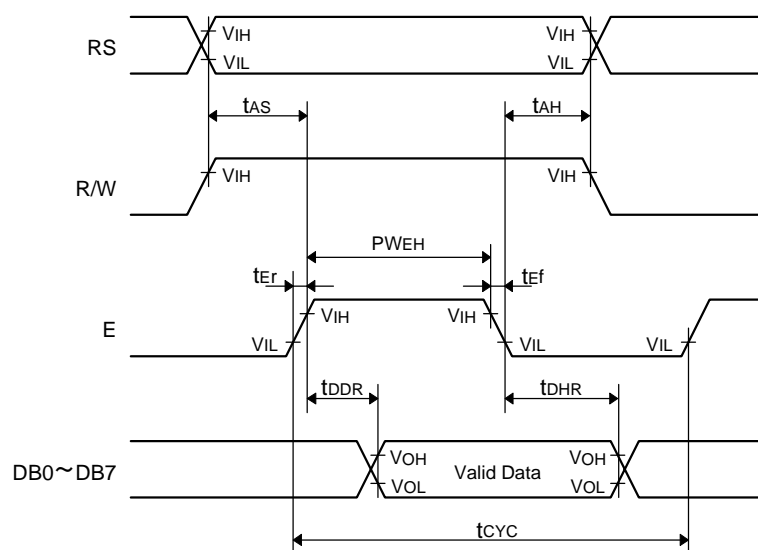 RS
VIH
VIH
VIL
VIL
tAS
tAH
R/W
VIH
VIH
PWEH
tEr
tEf
E
VIH
VIH
VIL
VIL
VIL
tDDR
tDHR
DB0～DB7
VOH
Valid Data
VOH
VOL
VOL
tCYC